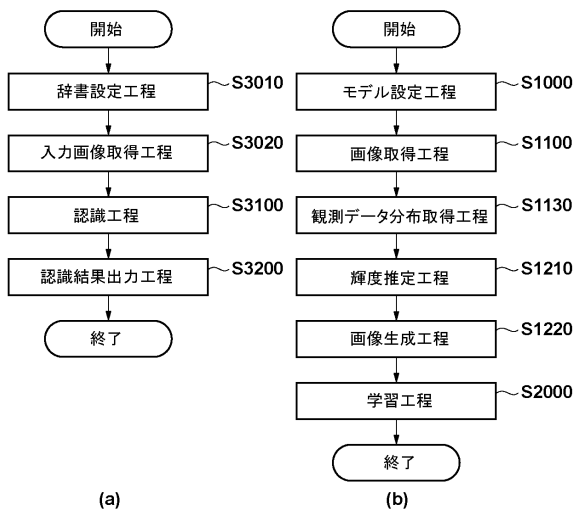 開始
辞書設定工程 S3010
入力画像取得工程 S3020
認識工程 S3100
認識結果出力工程 S3200
終了
(a)
開始
モデル設定工程 S1000
画像取得工程 S1100
観測データ分布取得工程 S1130
輝度推定工程 S1210
画像生成工程 S1220
学習工程 S2000
終了
(b)